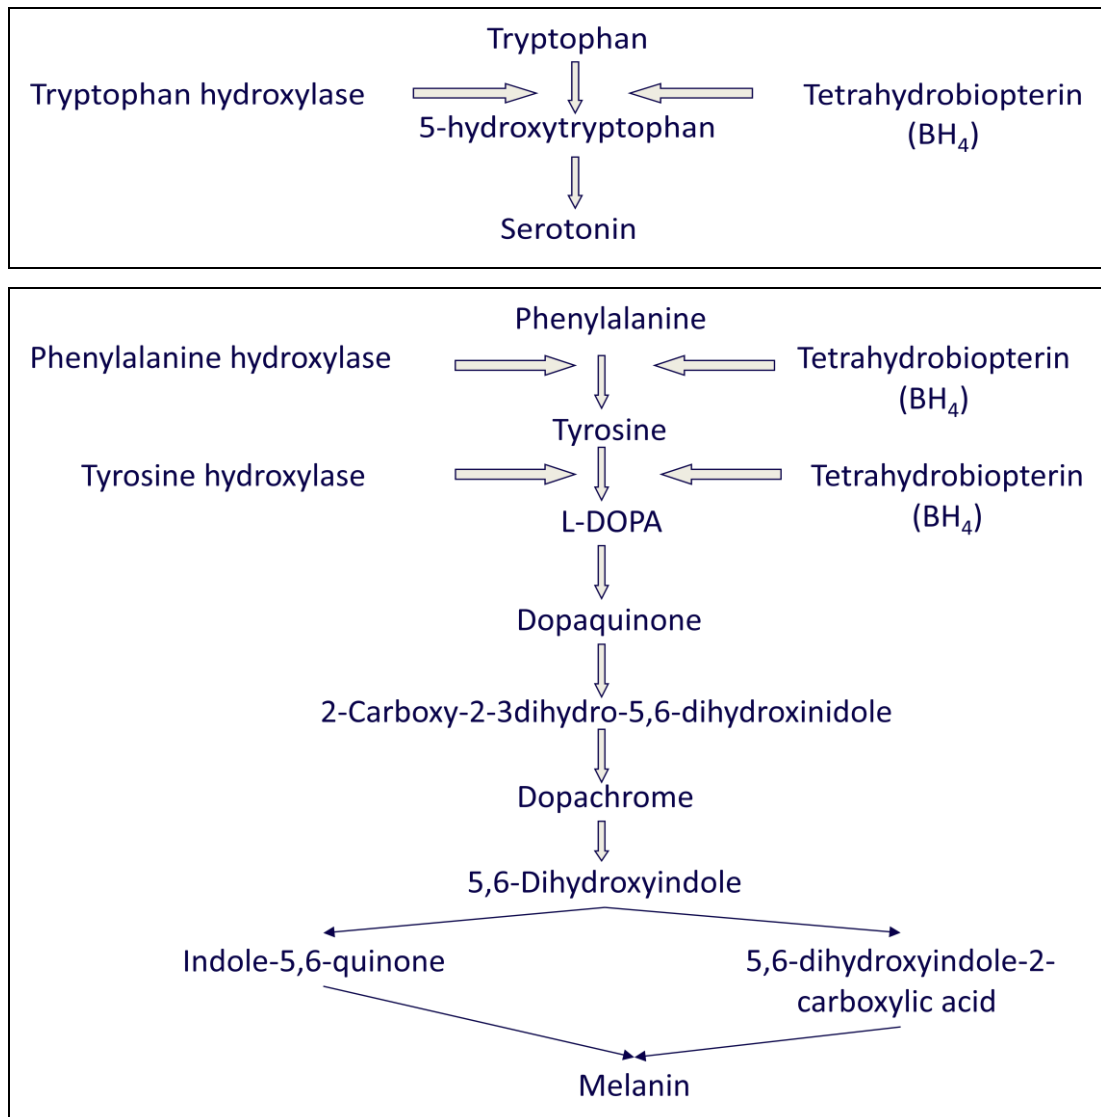 Tryptophan
Tryptophan hydroxylase
Tetrahydrobiopterin
(BH₄)
5-hydroxytryptophan
Serotonin
Phenylalanine
Phenylalanine hydroxylase
Tetrahydrobiopterin
(BH₄)
Tyrosine
Tyrosine hydroxylase
Tetrahydrobiopterin
(BH₄)
L-DOPA
Dopaquinone
2-Carboxy-2-3dihydro-5,6-dihydroxinidole
Dopachrome
5,6-Dihydroxyindole
Indole-5,6-quinone
5,6-dihydroxyindole-2-
carboxylic acid
Melanin